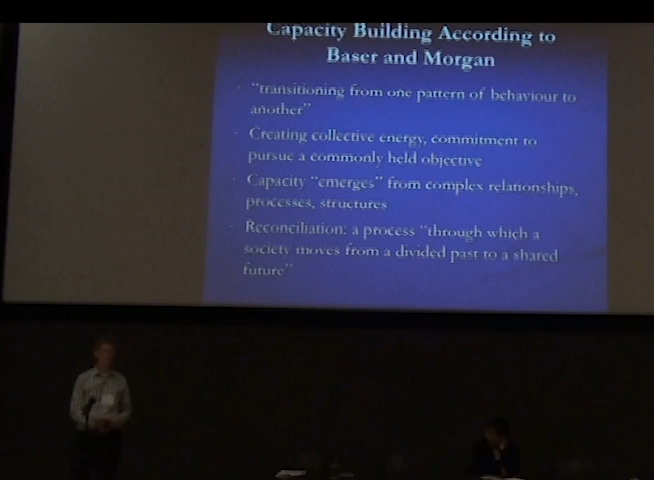 Capacity Building According to
Baser and Morgan
"transitioning from one pattern of behaviour to
another"
Creating collective energy, commitment to
pursue a commonly held objective
Capacity "emerges" from complex relationships,
processes, structures
Reconciliation: a process "through which a
society moves from a divided past to a shared
future"